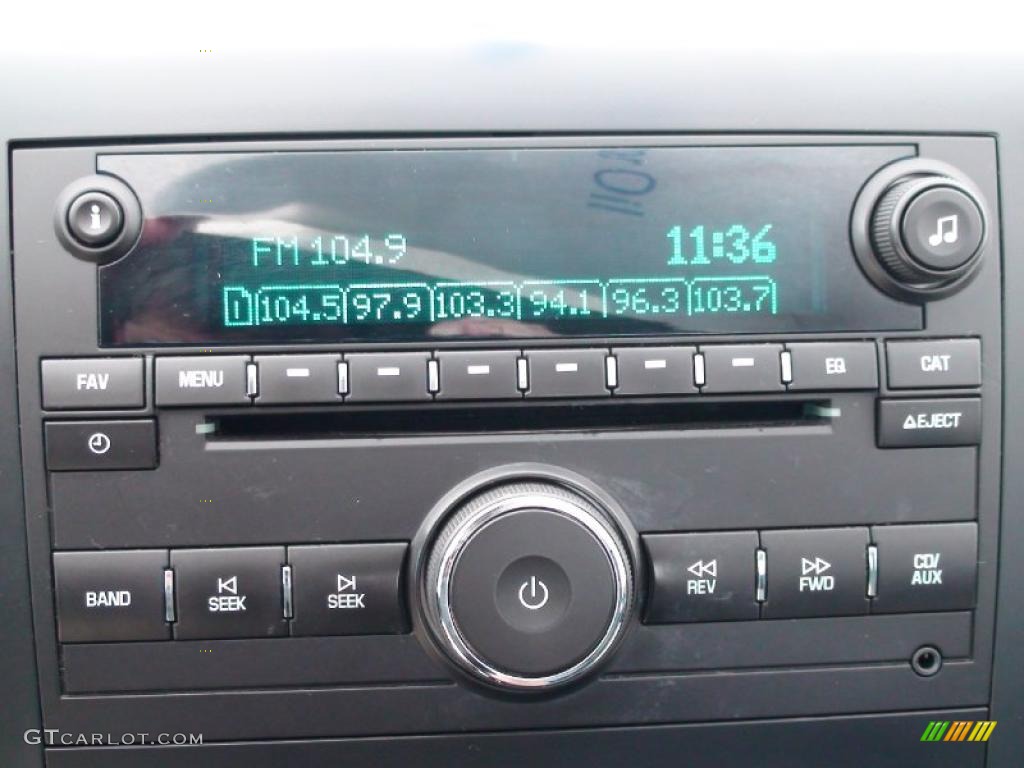 FM 104.9 11:36
1 104.5 97.9 103.3 94.1 96.3 103.7
FAV MENU EQ CAT
EJECT
BAND SEEK SEEK REV FWD CD/
AUX
GTCARLOT.COM